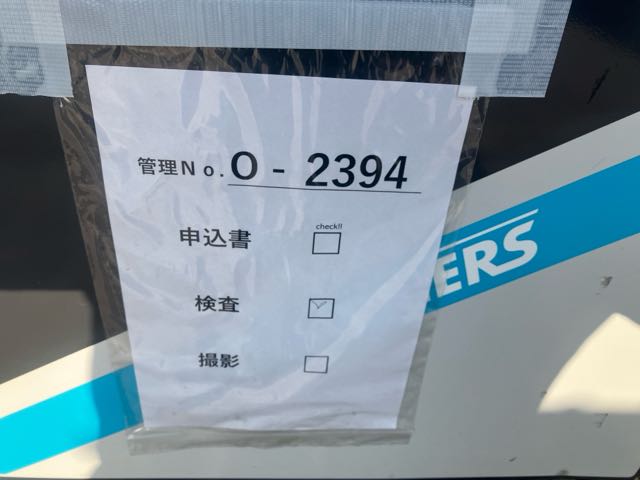 管理No. O - 2394
check!!
申込書 □
検査 ☑
撮影 □
ERS